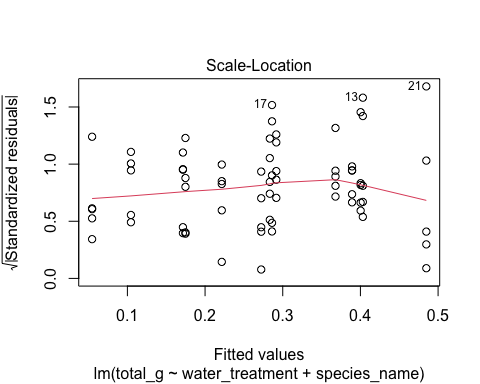 Scale-Location
√|Standardized residuals|
0.0 0.5 1.0 1.5
17
13
21
0.1 0.2 0.3 0.4 0.5
Fitted values
lm(total_g ~ water_treatment + species_name)